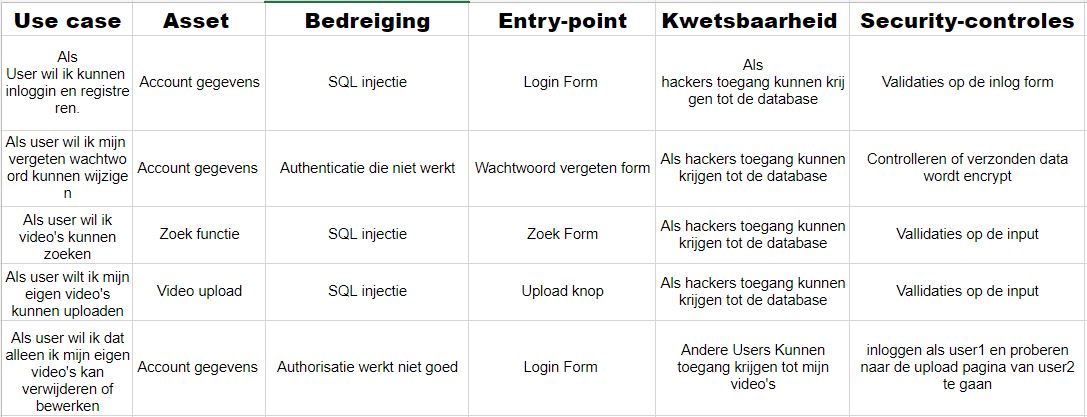 Use case Asset Bedreiging Entry-point Kwetsbaarheid Security-controles
Als
User wil ik kunnen
inloggin en registre
ren.
Account gegevens
SQL injectie
Login Form
Als
hackers toegang kunnen krij
gen tot de database
Validaties op de inlog form
Als user wil ik mijn
vergeten wachtwo
ord kunnen wijzige
n
Account gegevens
Authenticatie die niet werkt
Wachtwoord vergeten form
Als hackers toegang kunnen
krijgen tot de database
Controlleren of verzonden data
wordt encrypt
Als user wil ik
video's kunnen
zoeken
Zoek functie
SQL injectie
Zoek Form
Als hackers toegang kunnen
krijgen tot de database
Vallidaties op de input
Als user wilt ik mijn
eigen video's
kunnen uploaden
Video upload
SQL injectie
Upload knop
Als hackers toegang kunnen
krijgen tot de database
Vallidaties op de input
Als user wil ik dat
alleen ik mijn eigen
video's kan
verwijderen of
bewerken
Account gegevens
Authorisatie werkt niet goed
Login Form
Andere Users Kunnen
toegang krijgen tot mijn
video's
inloggen als user1 en proberen
naar de upload pagina van user2
te gaan